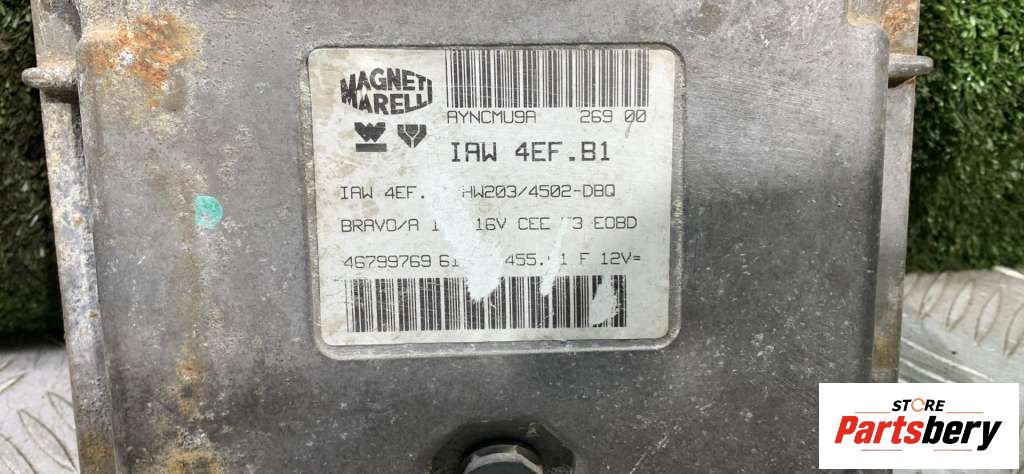 MAGNETI
MARELLI
AYNCMU9A 269 00
IAW 4EF.B1
IAW 4EF. HW203/4502-DBQ
BRAVO/A 16V CEE EOBD
46799769 F 12V=
STORE
Partsbery